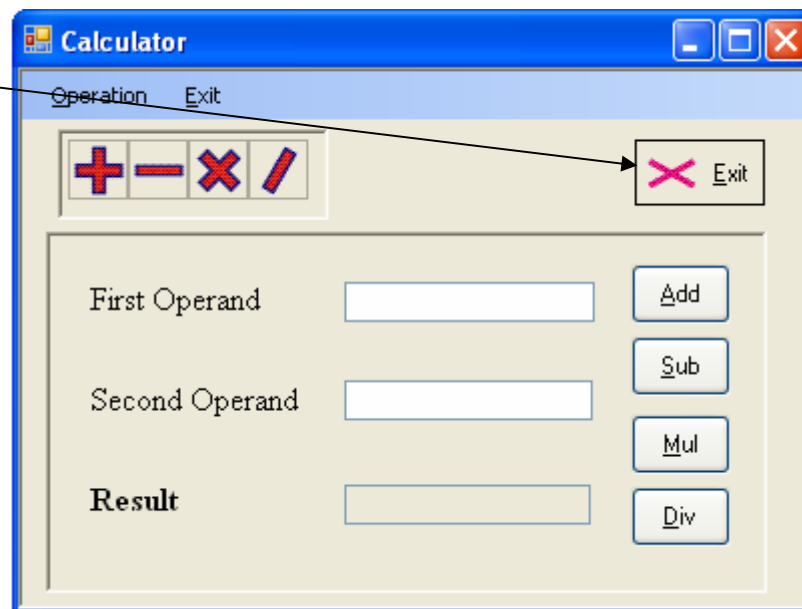 Calculator
Operation Exit
Exit
First Operand
Add
Sub
Second Operand
Mul
Result
Div